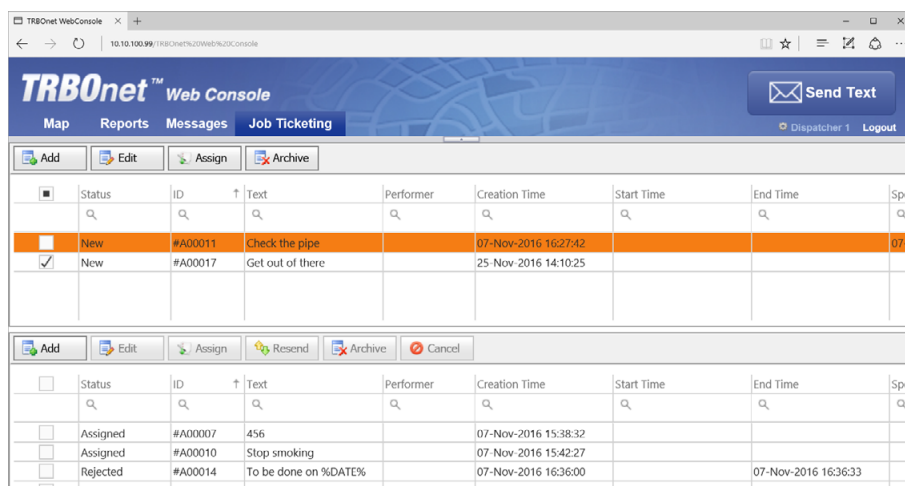 TRBOnet WebConsole
10.10.100.99/TRBOnet%20Web%20Console
TRBOnet™ Web Console
Send Text
Map Reports Messages Job Ticketing
Dispatcher 1 Logout
Add Edit Assign Archive
Status ID Text Performer Creation Time Start Time End Time Sp
New #A00011 Check the pipe 07-Nov-2016 16:27:42 07
New #A00017 Get out of there 25-Nov-2016 14:10:25
Add Edit Assign Resend Archive Cancel
Status ID Text Performer Creation Time Start Time End Time Sp
Assigned #A00007 456 07-Nov-2016 15:38:32
Assigned #A00010 Stop smoking 07-Nov-2016 15:42:27
Rejected #A00014 To be done on %DATE% 07-Nov-2016 16:36:00 07-Nov-2016 16:36:33